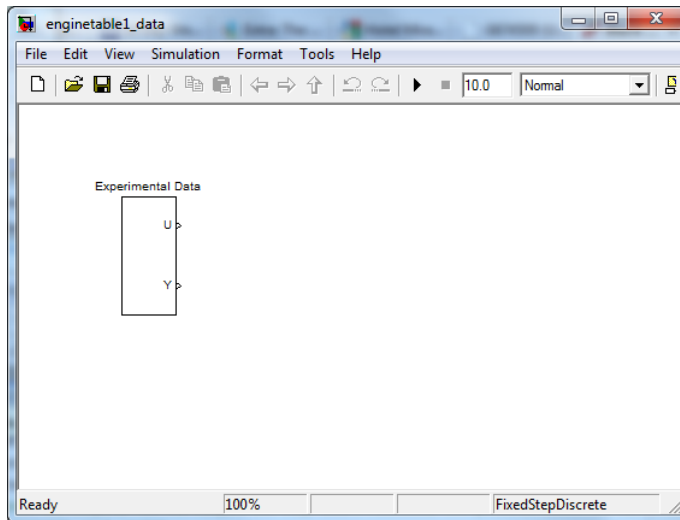 enginetable1_data
File Edit View Simulation Format Tools Help
10.0 Normal
Experimental Data
U
Y
Ready 100% FixedStepDiscrete